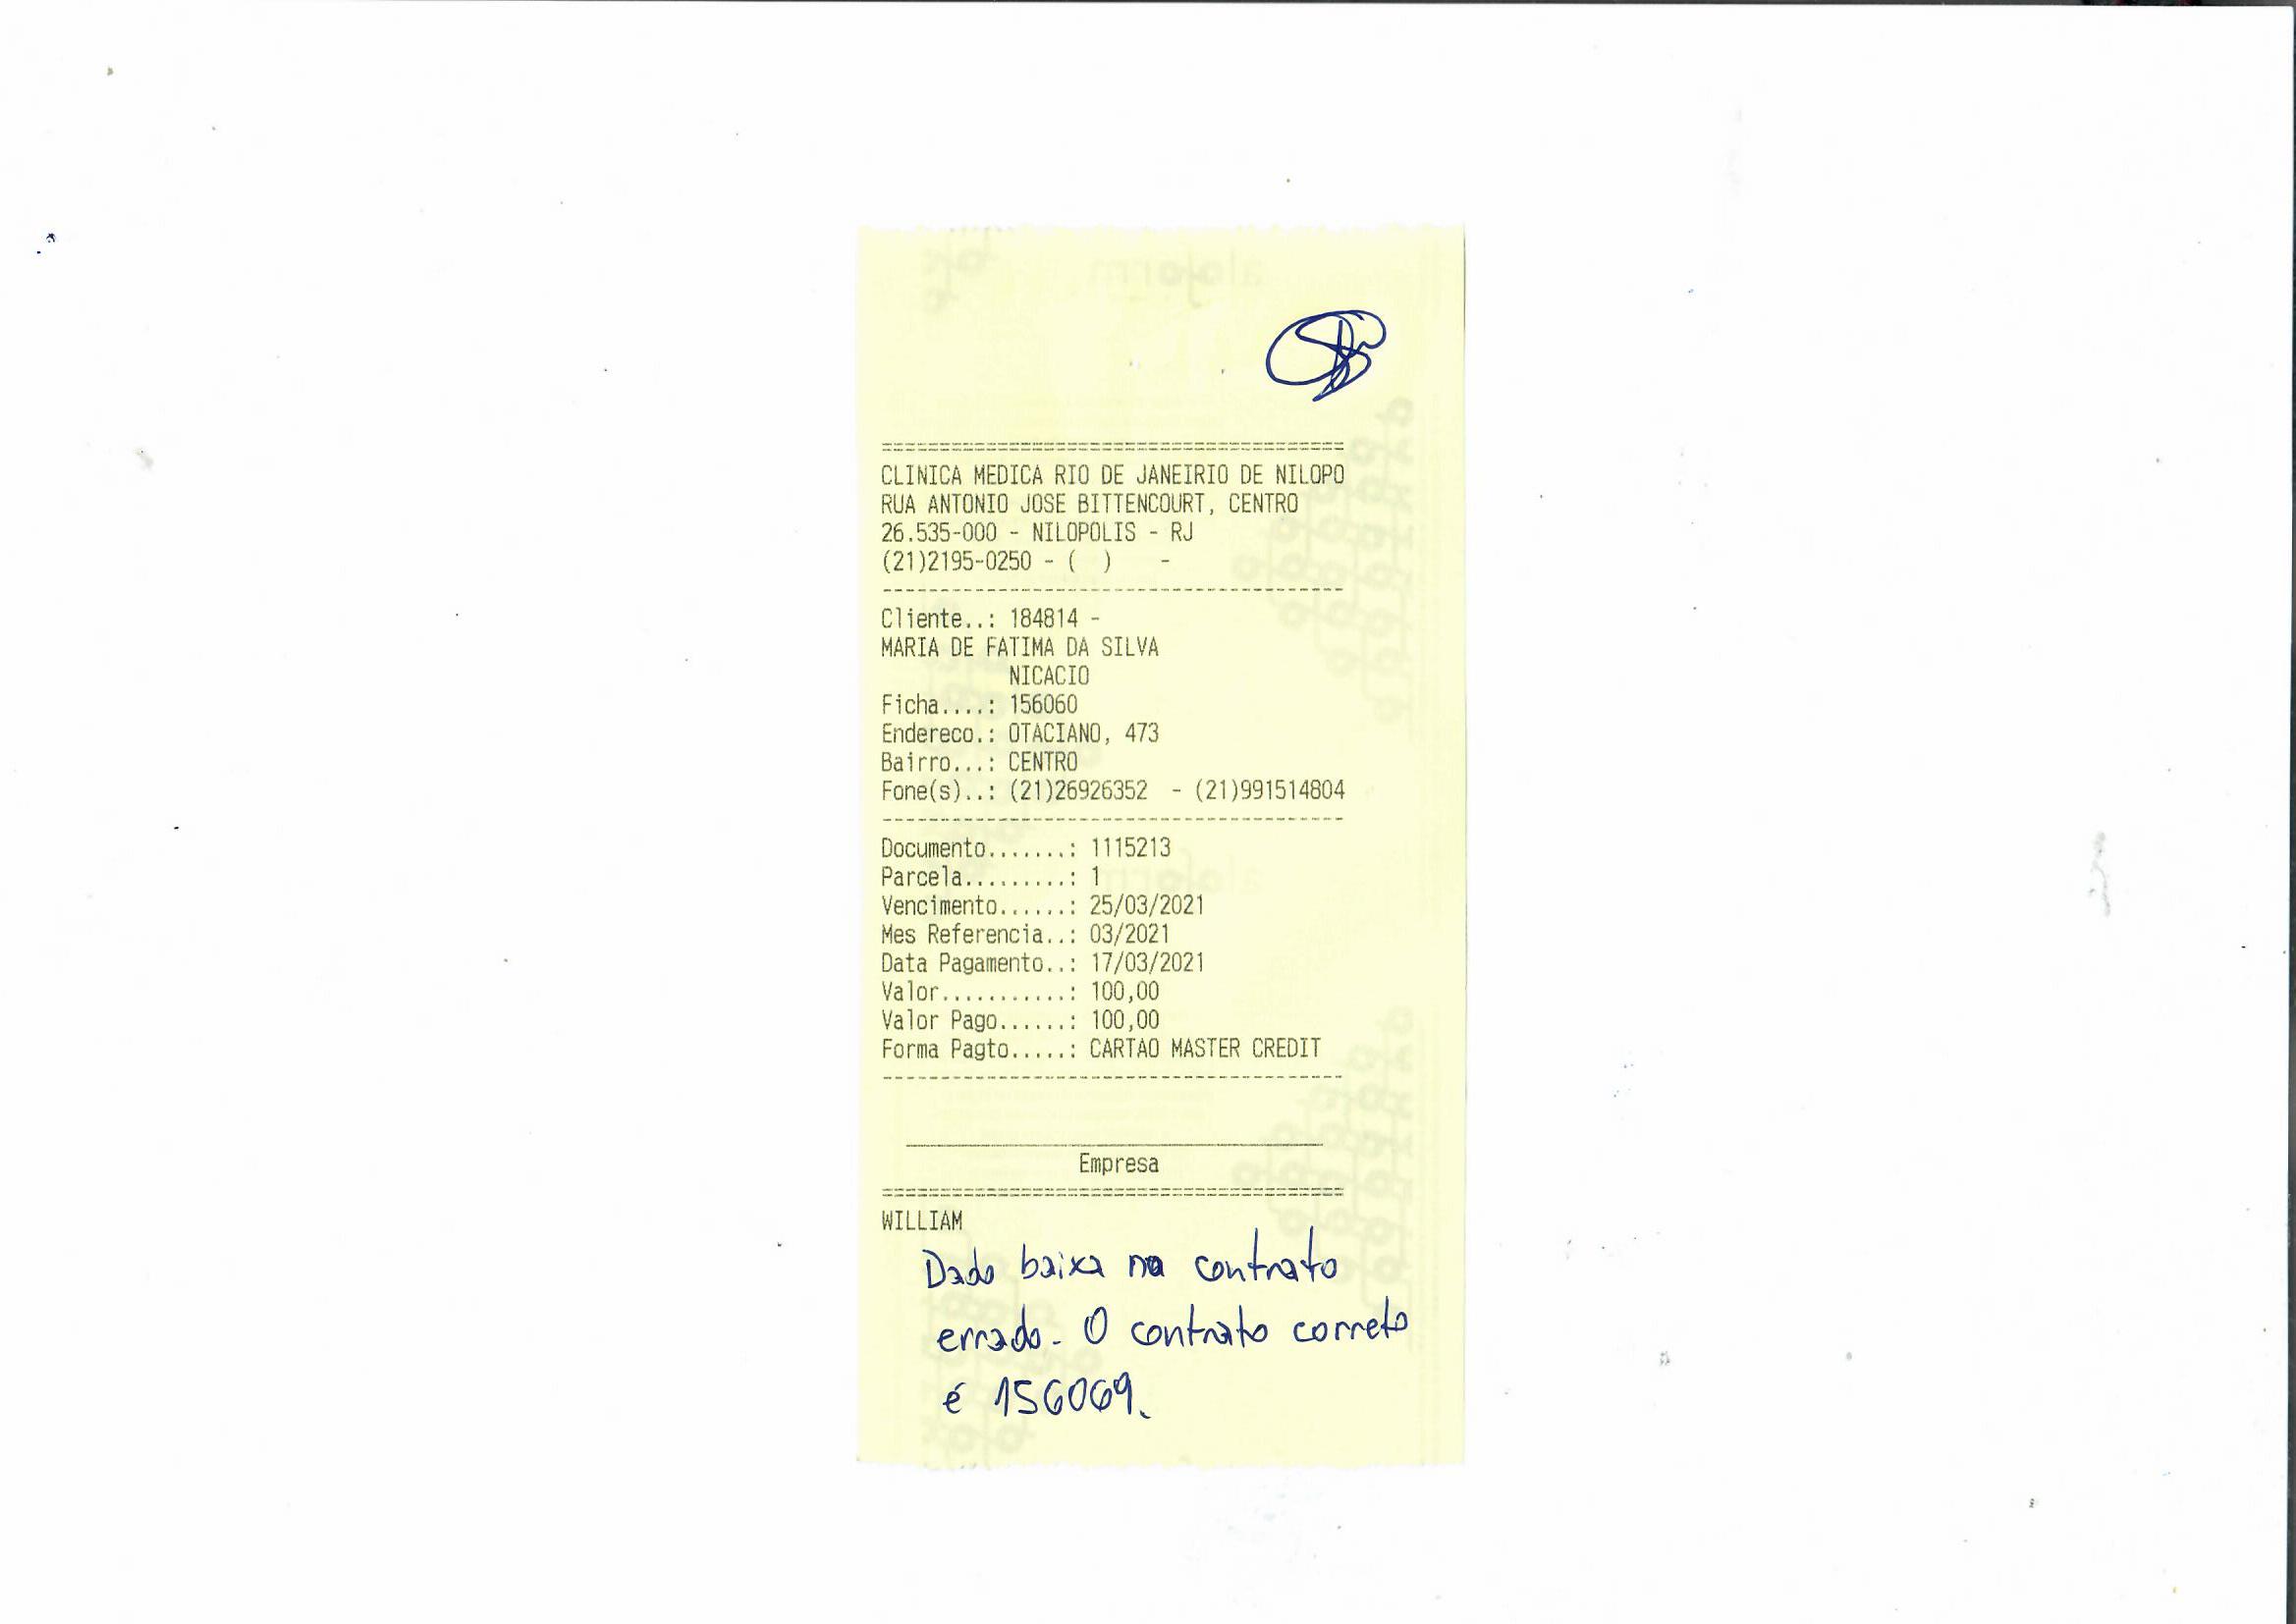 ========================================
CLINICA MEDICA RIO DE JANEIRIO DE NILOPO
RUA ANTONIO JOSE BITTENCOURT, CENTRO
26.535-000 - NILOPOLIS - RJ
(21)2195-0250 - (  )    -
----------------------------------------
Cliente..: 184814 -
MARIA DE FATIMA DA SILVA
NICACIO
Ficha....: 156060
Endereco.: OTACIANO, 473
Bairro...: CENTRO
Fone(s)..: (21)26926352  - (21)991514804
----------------------------------------
Documento.......: 1115213
Parcela.........: 1
Vencimento......: 25/03/2021
Mes Referencia..: 03/2021
Data Pagamento..: 17/03/2021
Valor...........: 100,00
Valor Pago......: 100,00
Forma Pagto.....: CARTAO MASTER CREDIT
----------------------------------------
Empresa
========================================
WILLIAM
Dado baixa no contrato
errado. O contrato correto
é 156069.